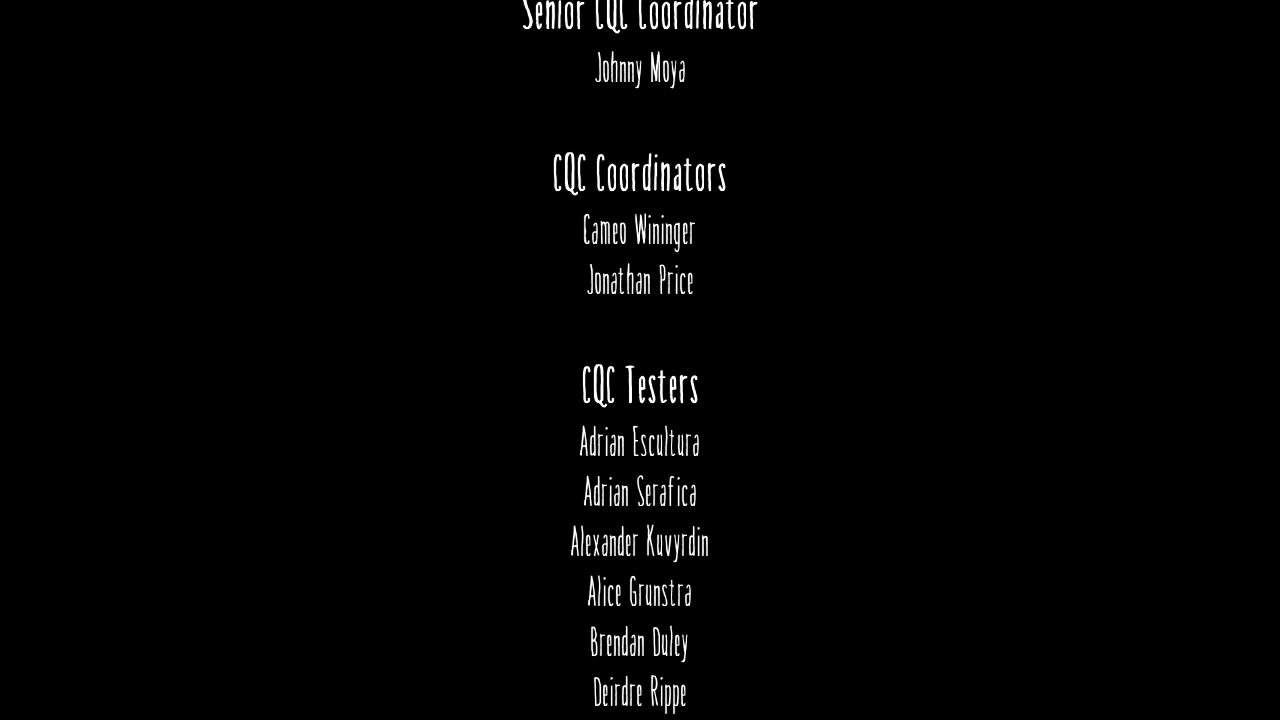 Senior CQC Coordinator
Johnny Moya
CQC Coordinators
Cameo Wininger
Jonathan Price
CQC Testers
Adrian Escultura
Adrian Serafica
Alexander Kuvyrdin
Alice Grunstra
Brendan Duley
Deirdre Rippe